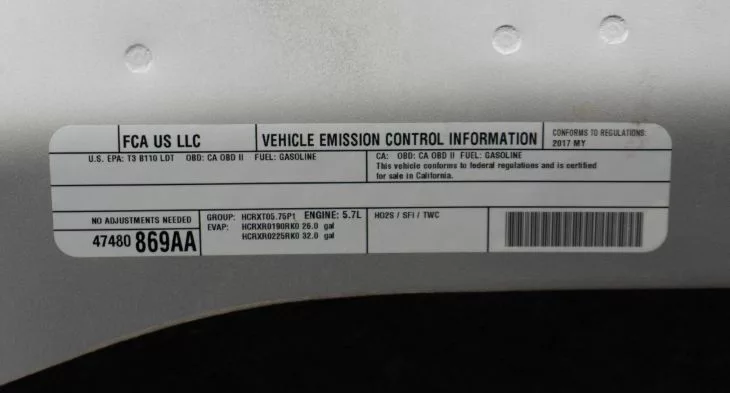 FCA US LLC
VEHICLE EMISSION CONTROL INFORMATION
CONFORMS TO REGULATIONS:
2017 MY
U.S. EPA: T3 B110 LDT OBD: CA OBD II FUEL: GASOLINE
CA: OBD: CA OBD II FUEL: GASOLINE
This vehicle conforms to federal regulations and is certified
for sale in California.
NO ADJUSTMENTS NEEDED
47480 869AA
GROUP: HCRXT05.75P1 ENGINE: 5.7L
EVAP: HCRXR0190RK0 26.0 gal
HCRXR0225RK0 32.0 gal
HO2S / SFI / TWC